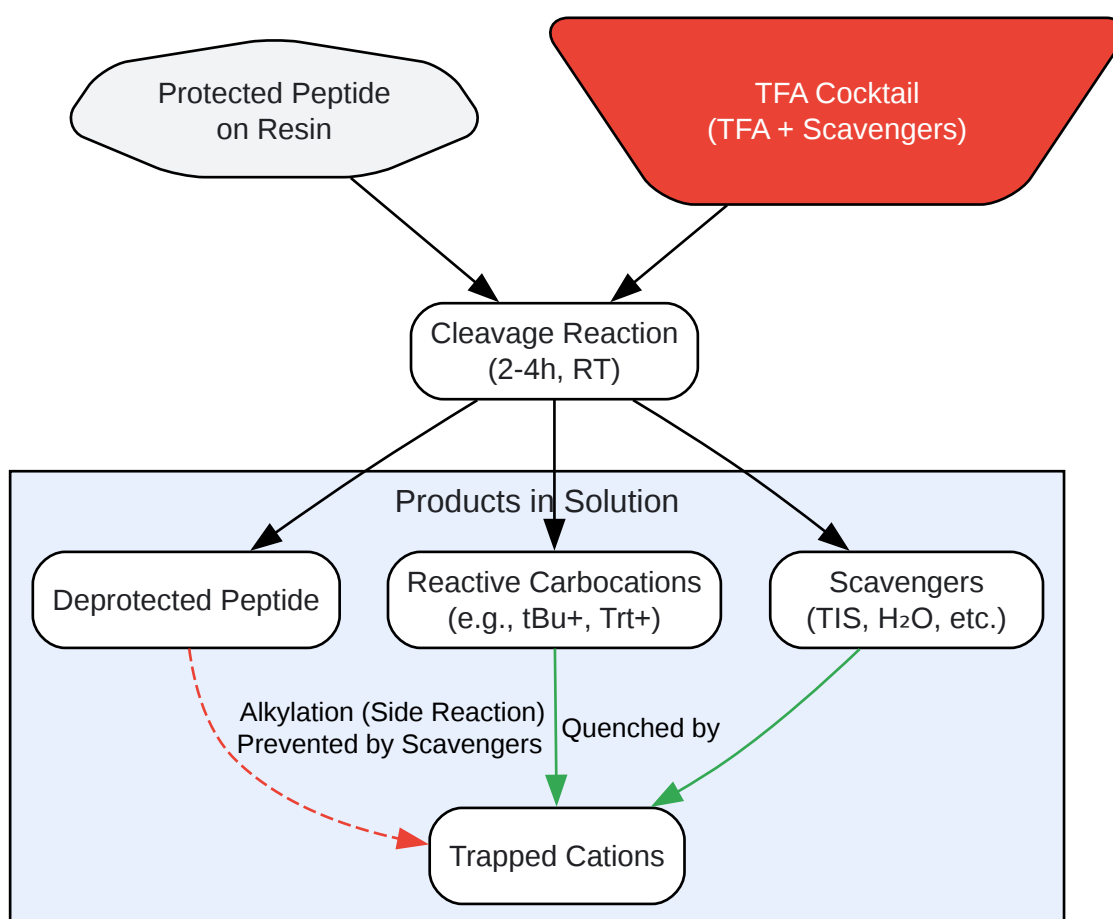 Protected Peptide
on Resin
TFA Cocktail
(TFA + Scavengers)
Cleavage Reaction
(2-4h, RT)
Products in Solution
Deprotected Peptide
Reactive Carbocations
(e.g., tBu+, Trt+)
Scavengers
(TIS, H₂O, etc.)
Alkylation (Side Reaction)
Prevented by Scavengers
Quenched by
Trapped Cations